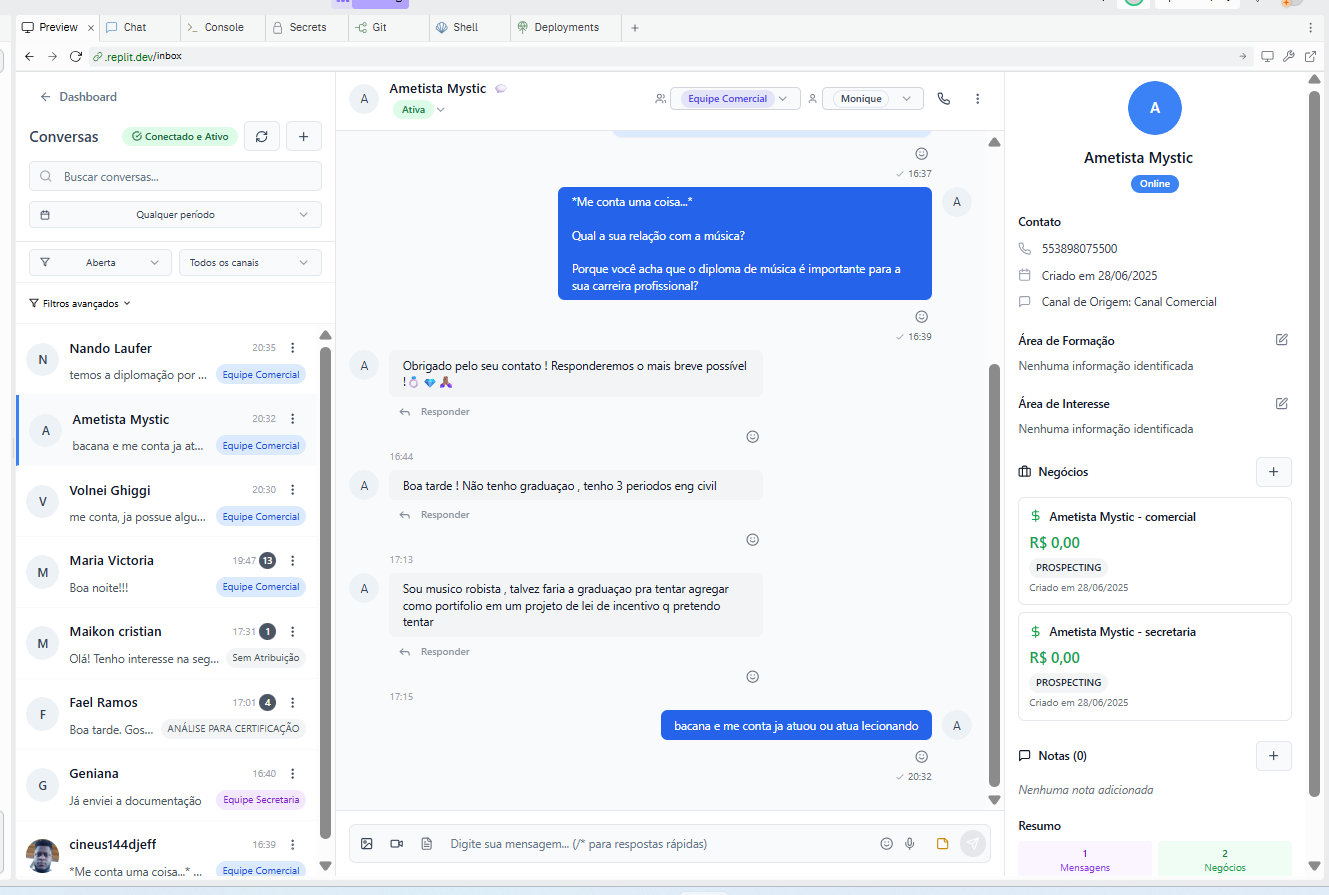 Preview
Chat
Console
Secrets
Git
Shell
Deployments
.replit.dev/inbox
Dashboard
Conversas
Conectado e Ativo
Buscar conversas...
Qualquer período
Aberta
Todos os canais
Filtros avançados
N
Nando Laufer
20:35
temos a diplomação por ...
Equipe Comercial
A
Ametista Mystic
20:32
bacana e me conta ja at...
Equipe Comercial
V
Volnei Ghiggi
20:30
me conta, ja possue algu...
Equipe Comercial
M
Maria Victoria
19:47
13
Boa noite!!!
Equipe Comercial
M
Maikon cristian
17:31
1
Olá! Tenho interesse na seg...
Sem Atribuição
F
Fael Ramos
17:01
4
Boa tarde. Gos...
ANÁLISE PARA CERTIFICAÇÃO
G
Geniana
16:40
Já enviei a documentação
Equipe Secretaria
cineus144djeff
16:39
*Me conta uma coisa...* ...
Equipe Comercial
A
Ametista Mystic
Ativa
Equipe Comercial
Monique
16:37
*Me conta uma coisa...*
Qual a sua relação com a música?
Porque você acha que o diploma de música é importante para a
sua carreira profissional?
A
16:39
A
Obrigado pelo seu contato ! Responderemos o mais breve possível
!💍 💎 🙏🏽
Responder
16:44
A
Boa tarde ! Não tenho graduaçao , tenho 3 periodos eng civil
Responder
17:13
A
Sou musico robista , talvez faria a graduaçao pra tentar agregar
como portifolio em um projeto de lei de incentivo q pretendo
tentar
Responder
17:15
bacana e me conta ja atuou ou atua lecionando
A
20:32
Digite sua mensagem... (/* para respostas rápidas)
A
Ametista Mystic
Online
Contato
553898075500
Criado em 28/06/2025
Canal de Origem: Canal Comercial
Área de Formação
Nenhuma informação identificada
Área de Interesse
Nenhuma informação identificada
Negócios
$ Ametista Mystic - comercial
R$ 0,00
PROSPECTING
Criado em 28/06/2025
$ Ametista Mystic - secretaria
R$ 0,00
PROSPECTING
Criado em 28/06/2025
Notas (0)
Nenhuma nota adicionada
Resumo
1
Mensagens
2
Negócios